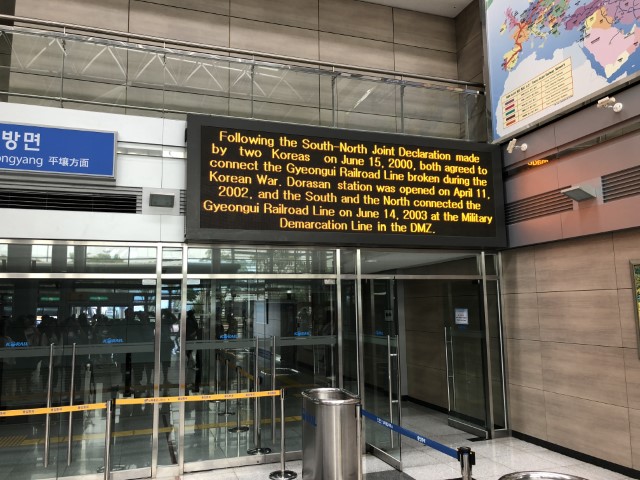 방면
ongyang 平壤方面
Following the South-North Joint Declaration made
by two Koreas on June 15, 2000, both agreed to
connect the Gyeongui Railroad Line broken during the
Korean War. Dorasan station was opened on April 11,
2002, and the South and the North connected the
Gyeongui Railroad Line on June 14, 2003 at the Military
Demarcation Line in the DMZ.